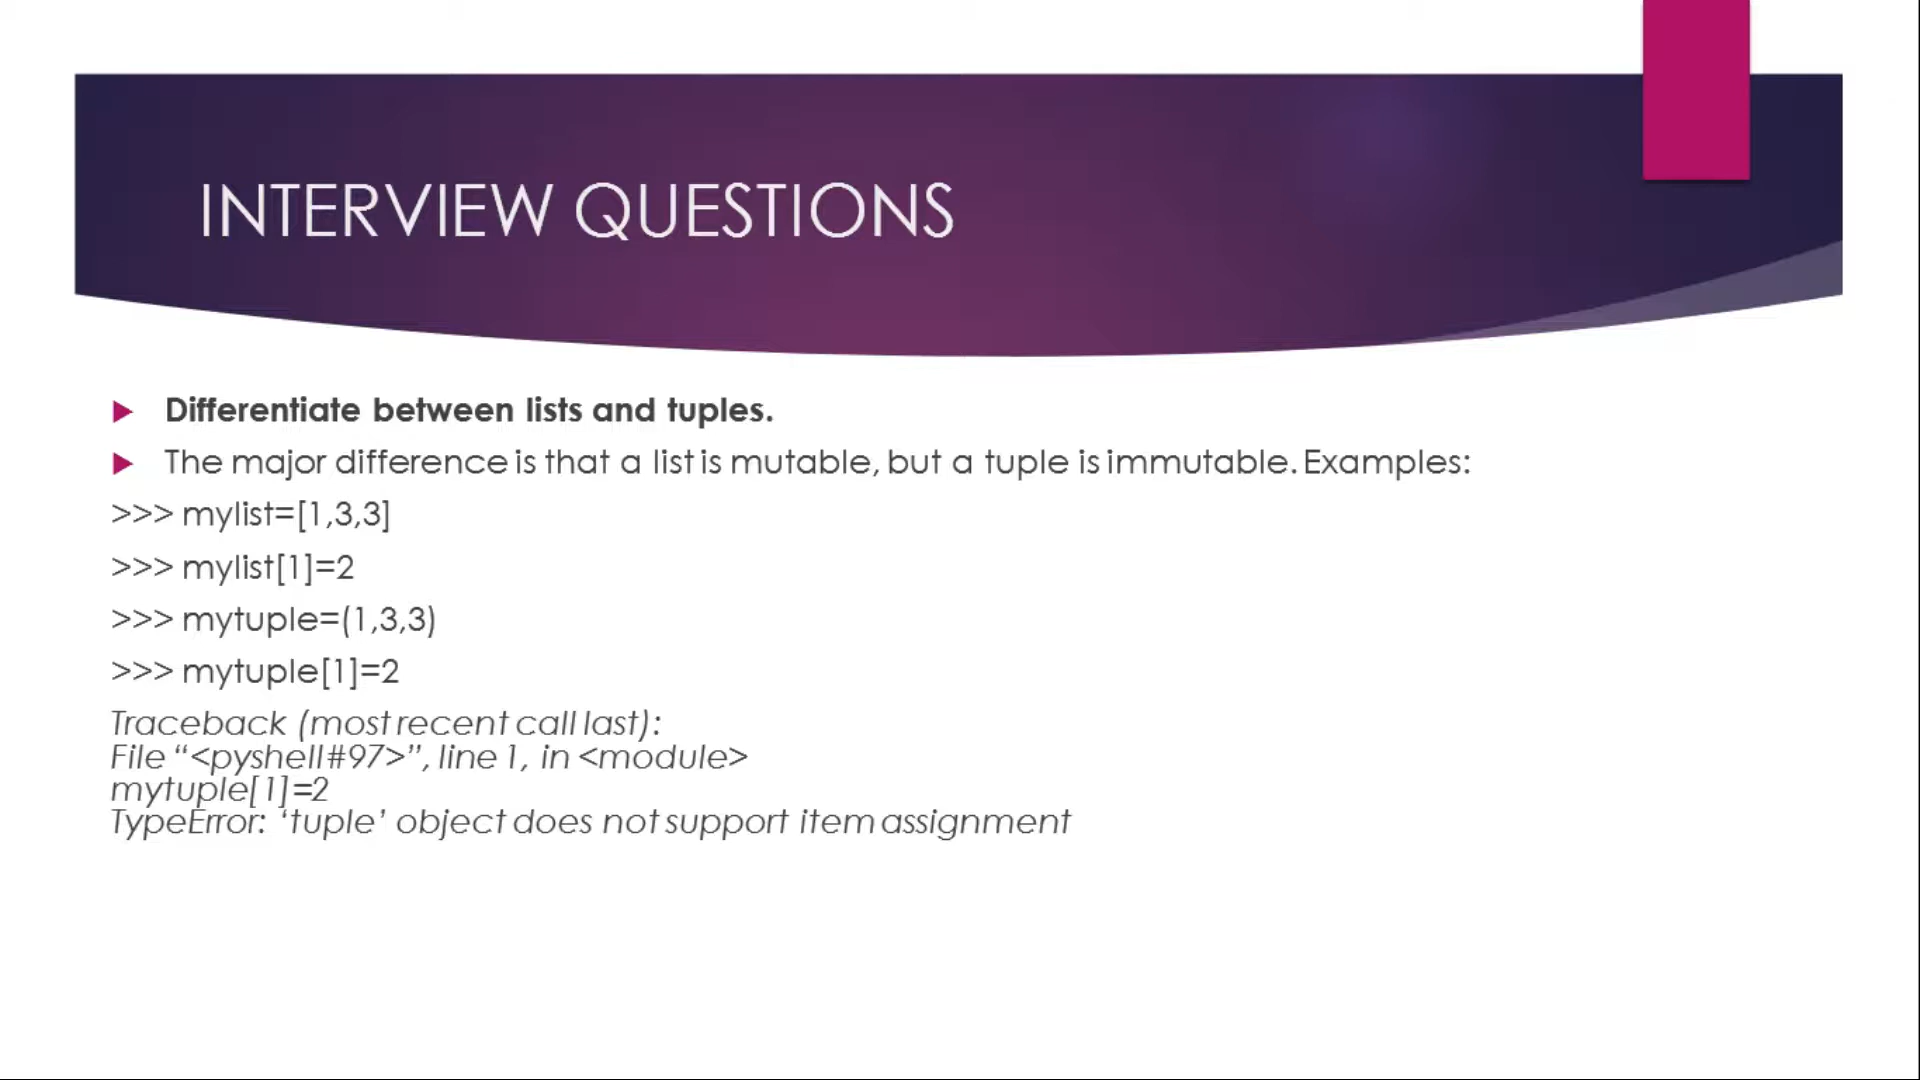 INTERVIEW QUESTIONS
Differentiate between lists and tuples.
The major difference is that a list is mutable, but a tuple is immutable. Examples:
>>> mylist=[1,3,3]
>>> mylist[1]=2
>>> mytuple=(1,3,3)
>>> mytuple[1]=2
Traceback (most recent call last):
File “<pyshell#97>”, line 1, in <module>
mytuple[1]=2
TypeError: ‘tuple’ object does not support item assignment